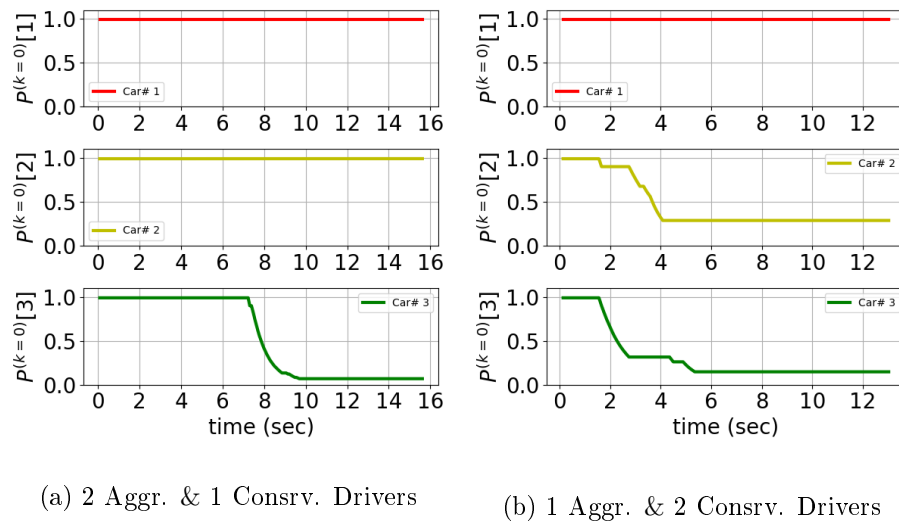 P^(k=0)[1]
1.0
0.5
0.0
Car# 1
0 2 4 6 8 10 12 14 16
P^(k=0)[2]
1.0
0.5
0.0
Car# 2
0 2 4 6 8 10 12 14 16
P^(k=0)[3]
1.0
0.5
0.0
Car# 3
0 2 4 6 8 10 12 14 16
time (sec)
(a) 2 Aggr. & 1 Consrv. Drivers
P^(k=0)[1]
1.0
0.5
0.0
Car# 1
0 2 4 6 8 10 12
P^(k=0)[2]
1.0
0.5
0.0
Car# 2
0 2 4 6 8 10 12
P^(k=0)[3]
1.0
0.5
0.0
Car# 3
0 2 4 6 8 10 12
time (sec)
(b) 1 Aggr. & 2 Consrv. Drivers